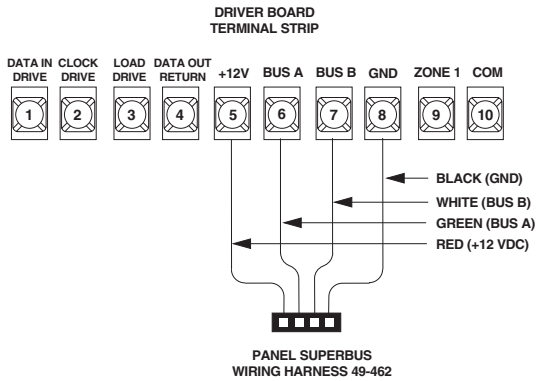 DRIVER BOARD
TERMINAL STRIP
DATA IN CLOCK LOAD DATA OUT
DRIVE DRIVE DRIVE RETURN +12V BUS A BUS B GND ZONE 1 COM
1 2 3 4 5 6 7 8 9 10
BLACK (GND)
WHITE (BUS B)
GREEN (BUS A)
RED (+12 VDC)
PANEL SUPERBUS
WIRING HARNESS 49-462